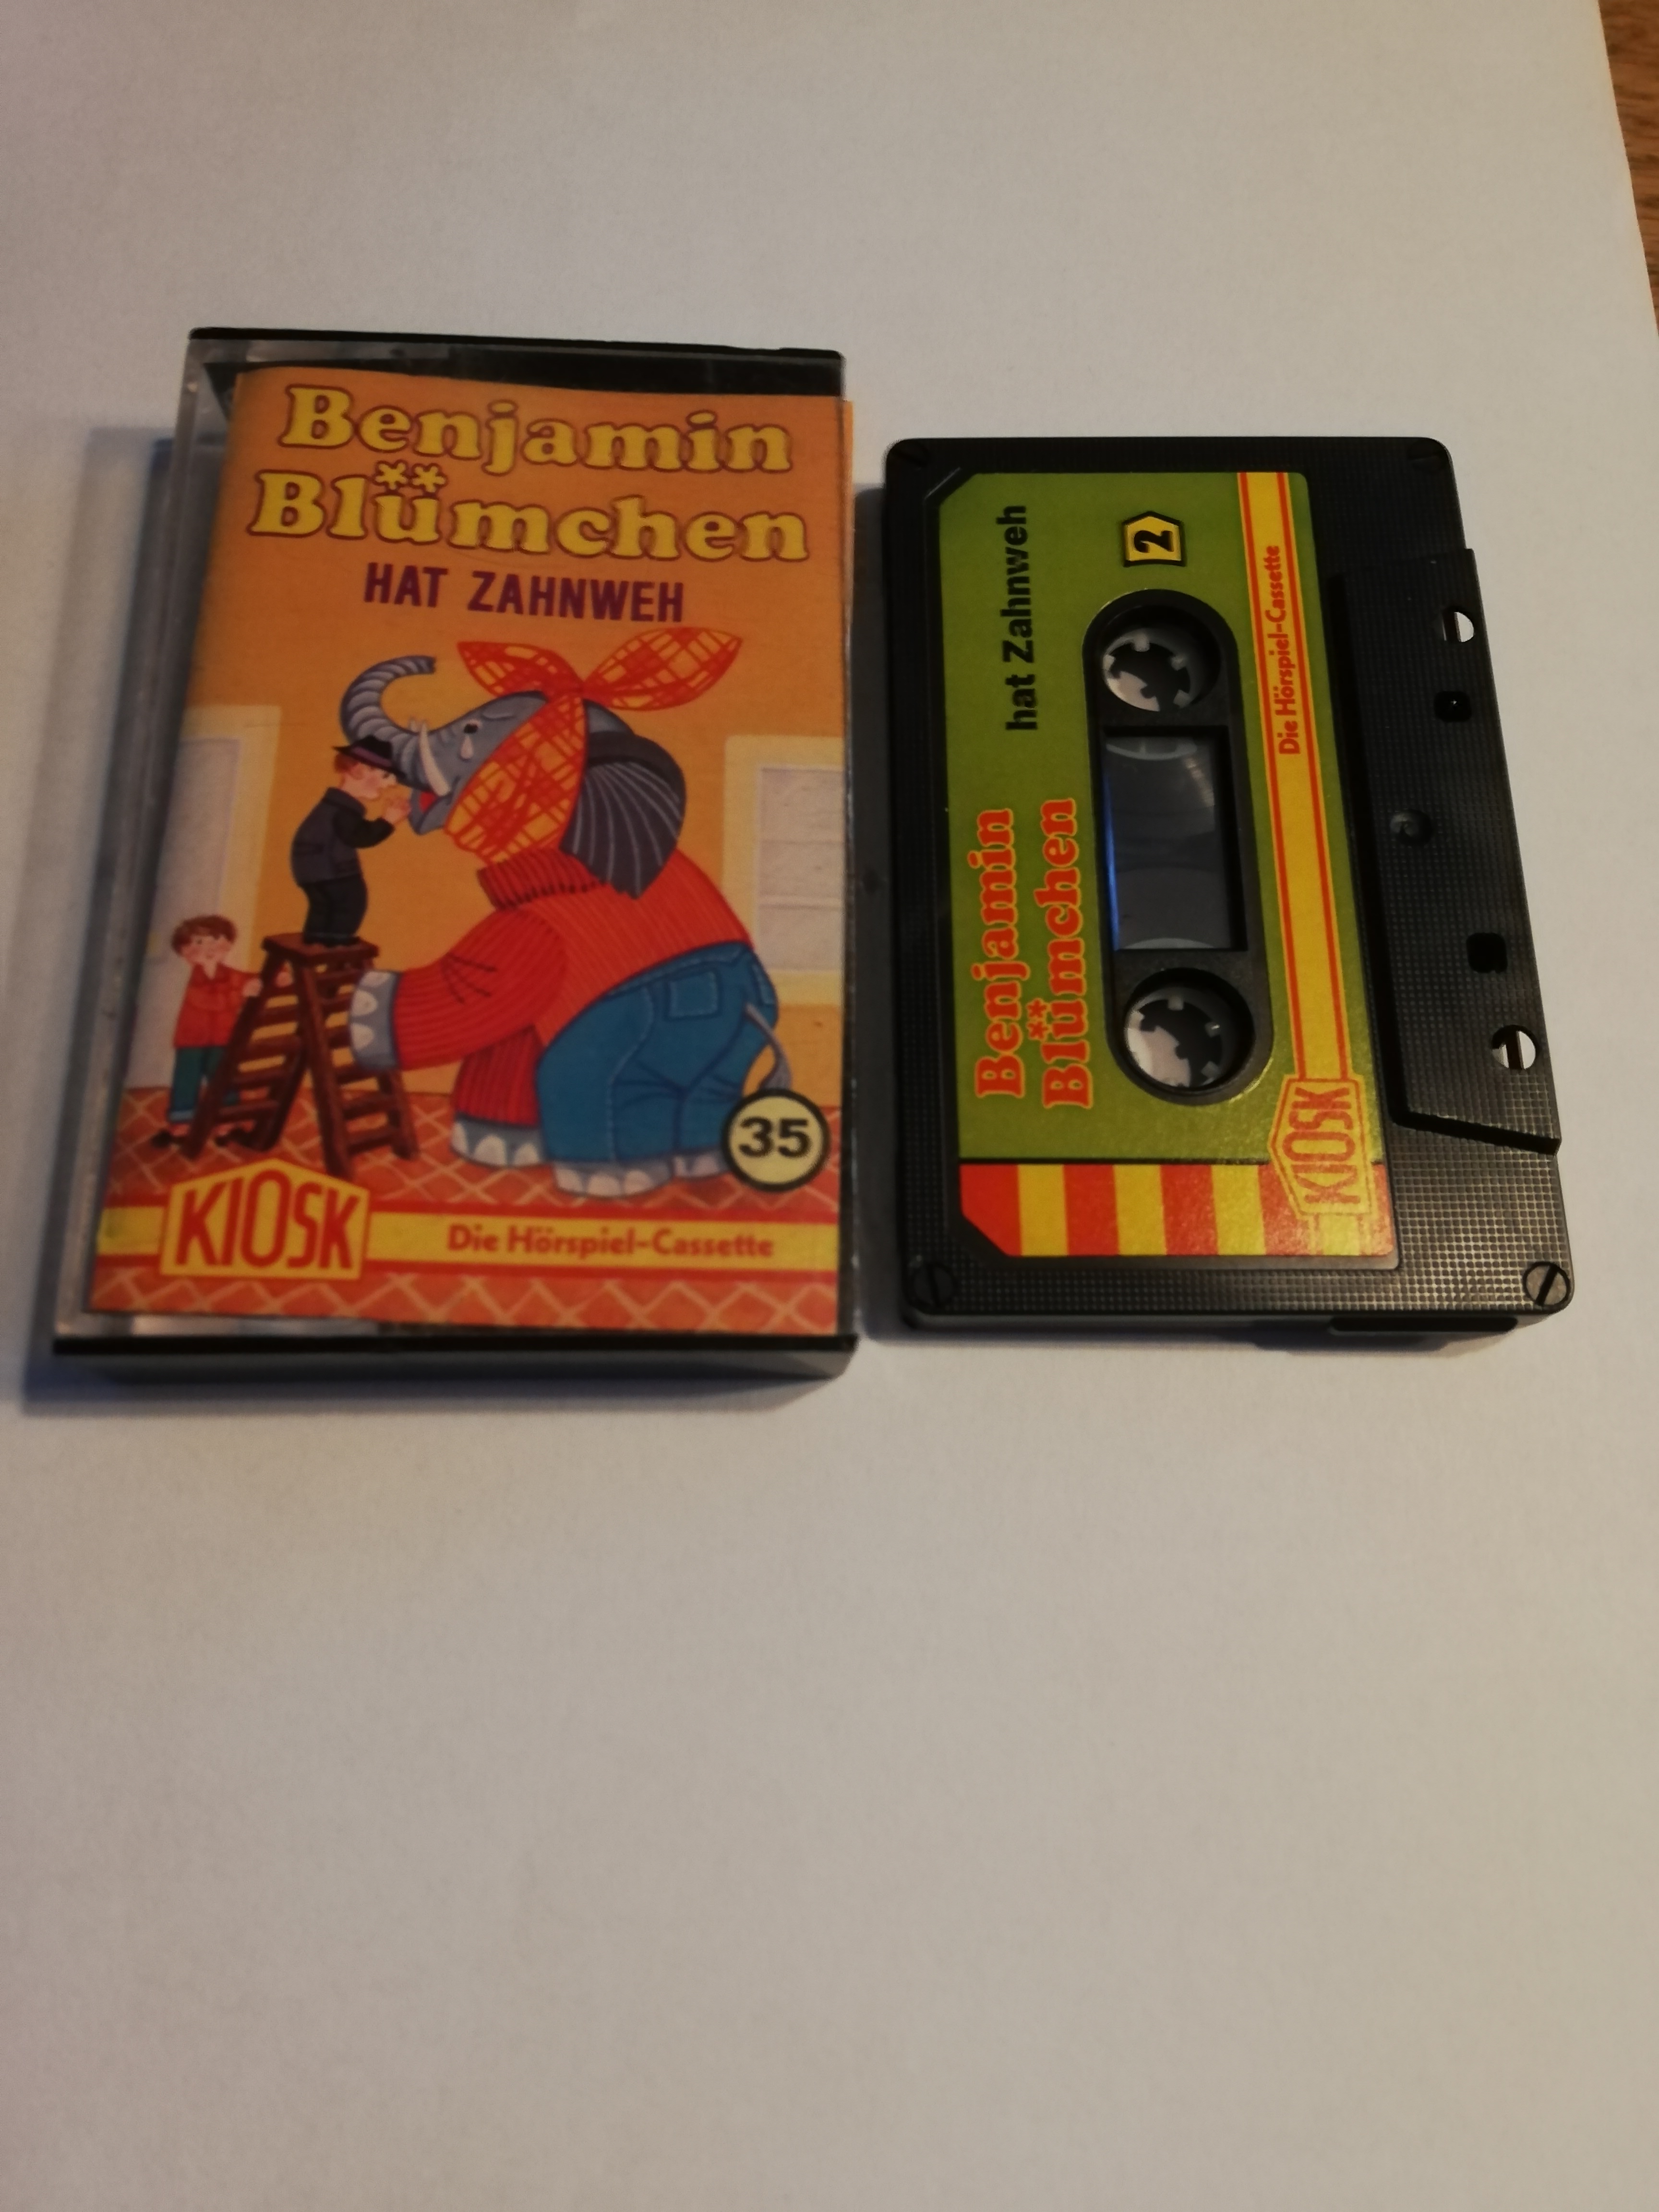 Benjamin
Blümchen
HAT ZAHNWEH
35
KIOSK
Die Hörspiel-Cassette
Benjamin
Blümchen
hat Zahnweh
2
KIOSK
Die Hörspiel-Cassette